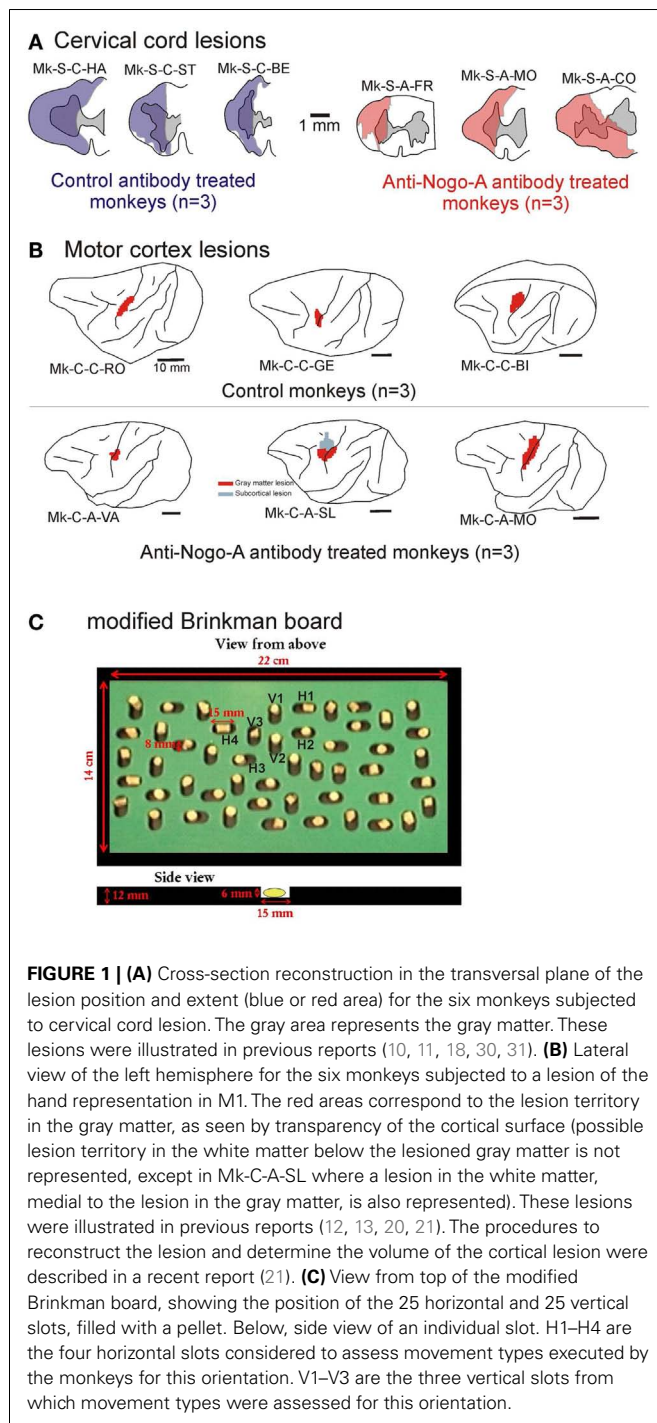 A Cervical cord lesions
Mk-S-C-HA Mk-S-C-ST Mk-S-C-BE
Mk-S-A-FR Mk-S-A-MO Mk-S-A-CO
1 mm
Control antibody treated
monkeys (n=3)
Anti-Nogo-A antibody treated
monkeys (n=3)
B Motor cortex lesions
Mk-C-C-RO
10 mm
Mk-C-C-GE
Mk-C-C-BI
Control monkeys (n=3)
Gray matter lesion
Subcortical lesion
Mk-C-A-VA
Mk-C-A-SL
Mk-C-A-MO
Anti-Nogo-A antibody treated monkeys (n=3)
C modified Brinkman board
View from above
22 cm
14 cm
V1 H1
15 mm
V3
H4 H2
8 mm
V2
H3
Side view
12 mm
6 mm
15 mm
FIGURE 1 | (A) Cross-section reconstruction in the transversal plane of the
lesion position and extent (blue or red area) for the six monkeys subjected
to cervical cord lesion. The gray area represents the gray matter. These
lesions were illustrated in previous reports (10, 11, 18, 30, 31). (B) Lateral
view of the left hemisphere for the six monkeys subjected to a lesion of the
hand representation in M1. The red areas correspond to the lesion territory
in the gray matter, as seen by transparency of the cortical surface (possible
lesion territory in the white matter below the lesioned gray matter is not
represented, except in Mk-C-A-SL where a lesion in the white matter,
medial to the lesion in the gray matter, is also represented). These lesions
were illustrated in previous reports (12, 13, 20, 21). The procedures to
reconstruct the lesion and determine the volume of the cortical lesion were
described in a recent report (21). (C) View from top of the modified
Brinkman board, showing the position of the 25 horizontal and 25 vertical
slots, filled with a pellet. Below, side view of an individual slot. H1–H4 are
the four horizontal slots considered to assess movement types executed by
the monkeys for this orientation. V1–V3 are the three vertical slots from
which movement types were assessed for this orientation.